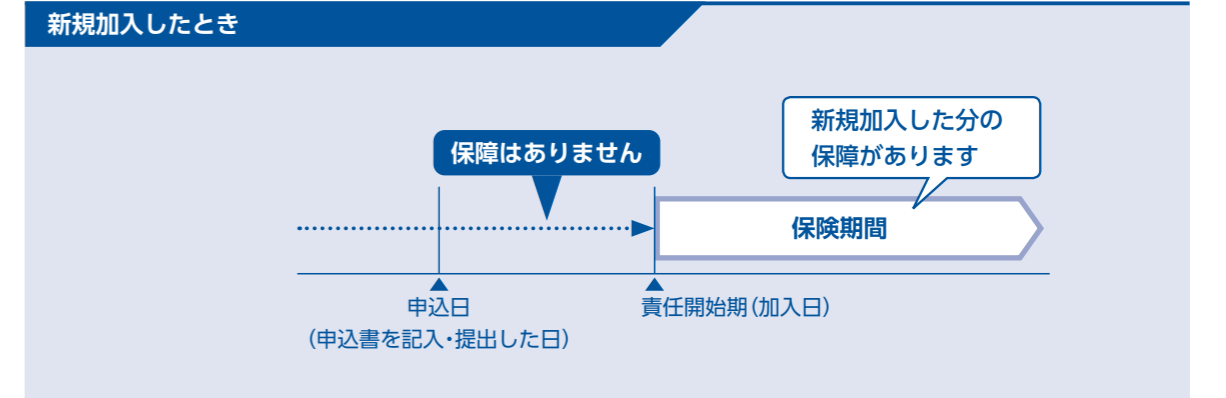 新規加入したとき
新規加入した分の
保障があります
保障はありません
保険期間
申込日
(申込書を記入・提出した日)
責任開始期(加入日)